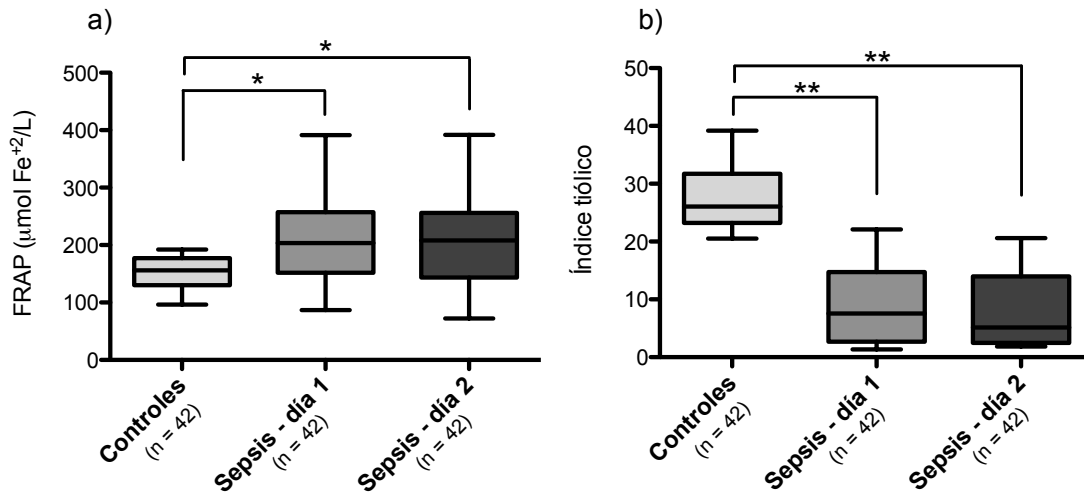 a)
FRAP (μmol Fe⁺²/L)
500
400
300
200
100
0
*
*
Controles
(n = 42)
Sepsis - día 1
(n = 42)
Sepsis - día 2
(n = 42)
b)
Índice tiólico
50
40
30
20
10
0
**
**
Controles
(n = 42)
Sepsis - día 1
(n = 42)
Sepsis - día 2
(n = 42)